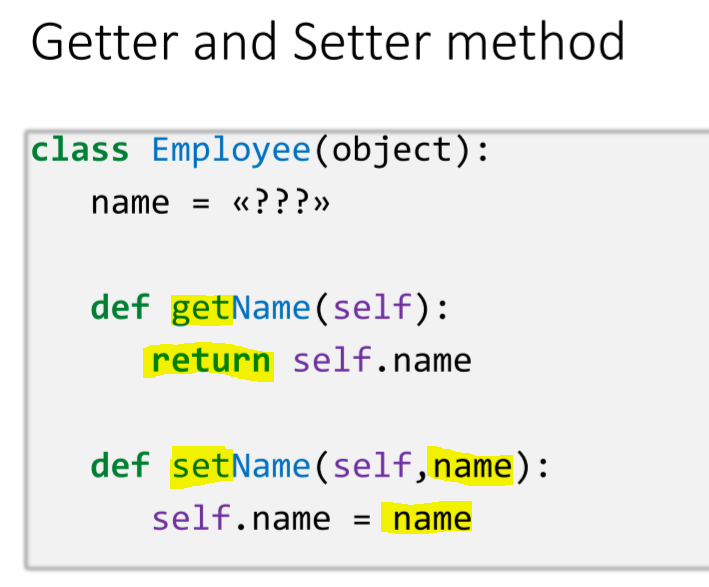 Getter and Setter method
class Employee(object):
name = «???»
def getName(self):
return self.name
def setName(self,name):
self.name = name